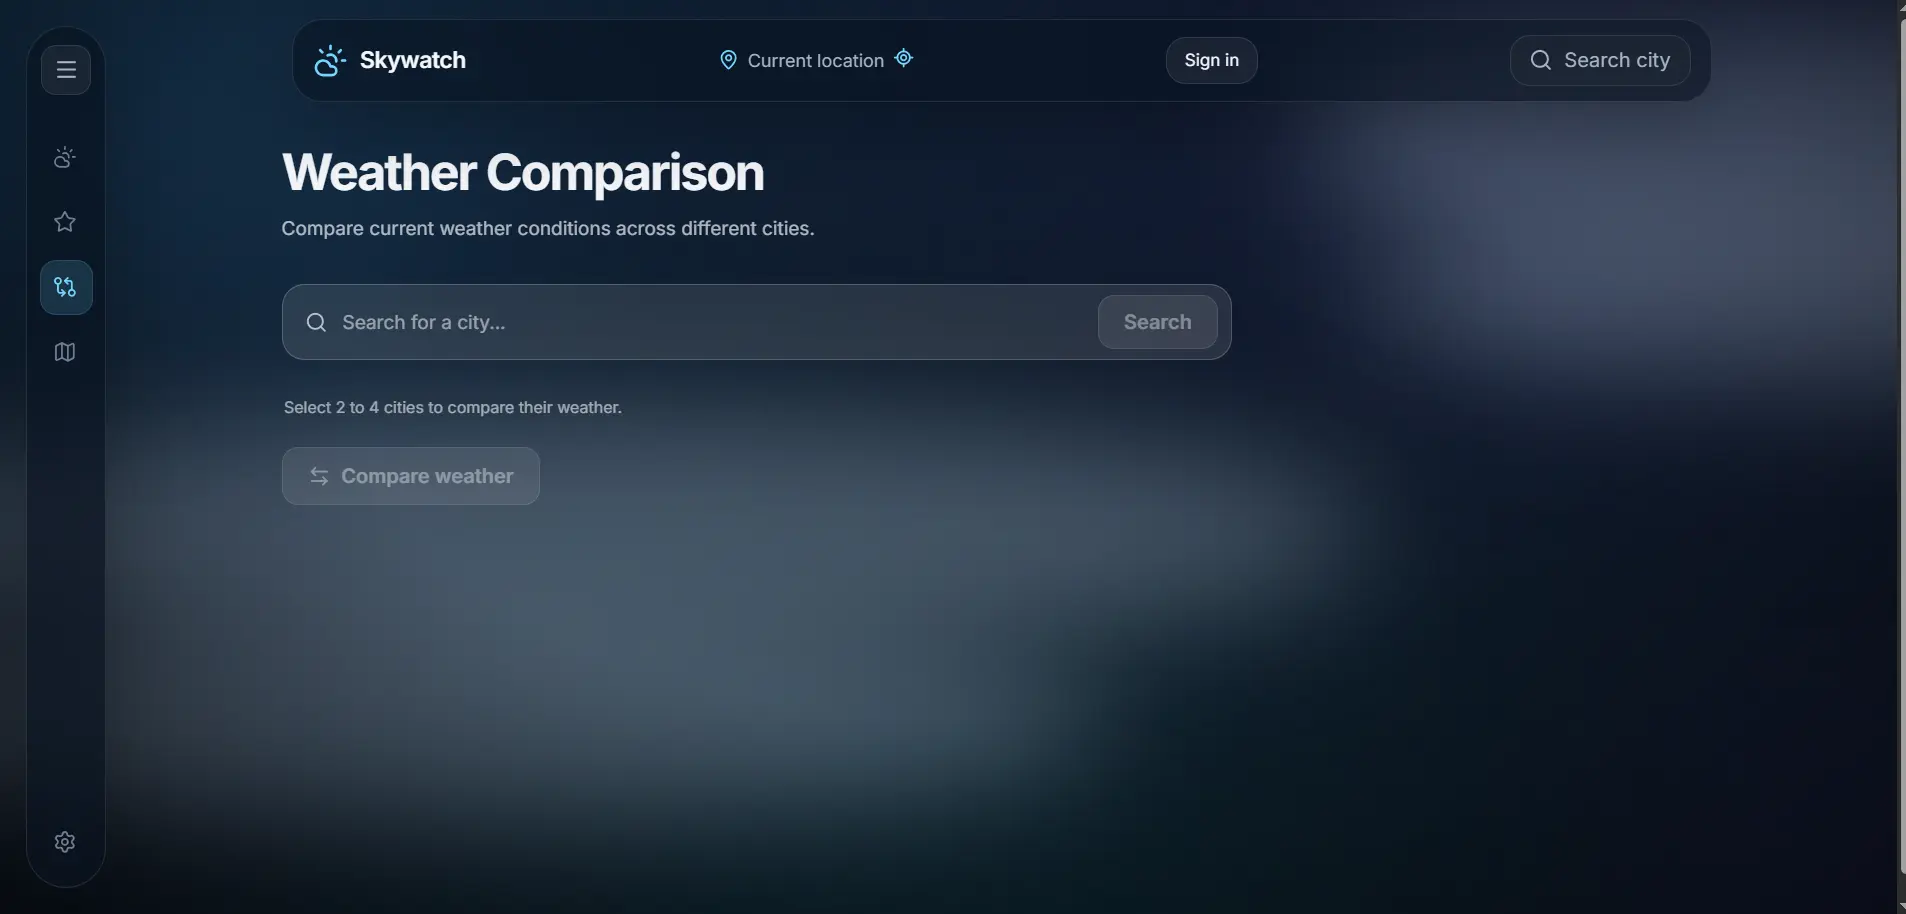 Skywatch
Current location
Sign in
Search city
Weather Comparison
Compare current weather conditions across different cities.
Search for a city...
Search
Select 2 to 4 cities to compare their weather.
Compare weather